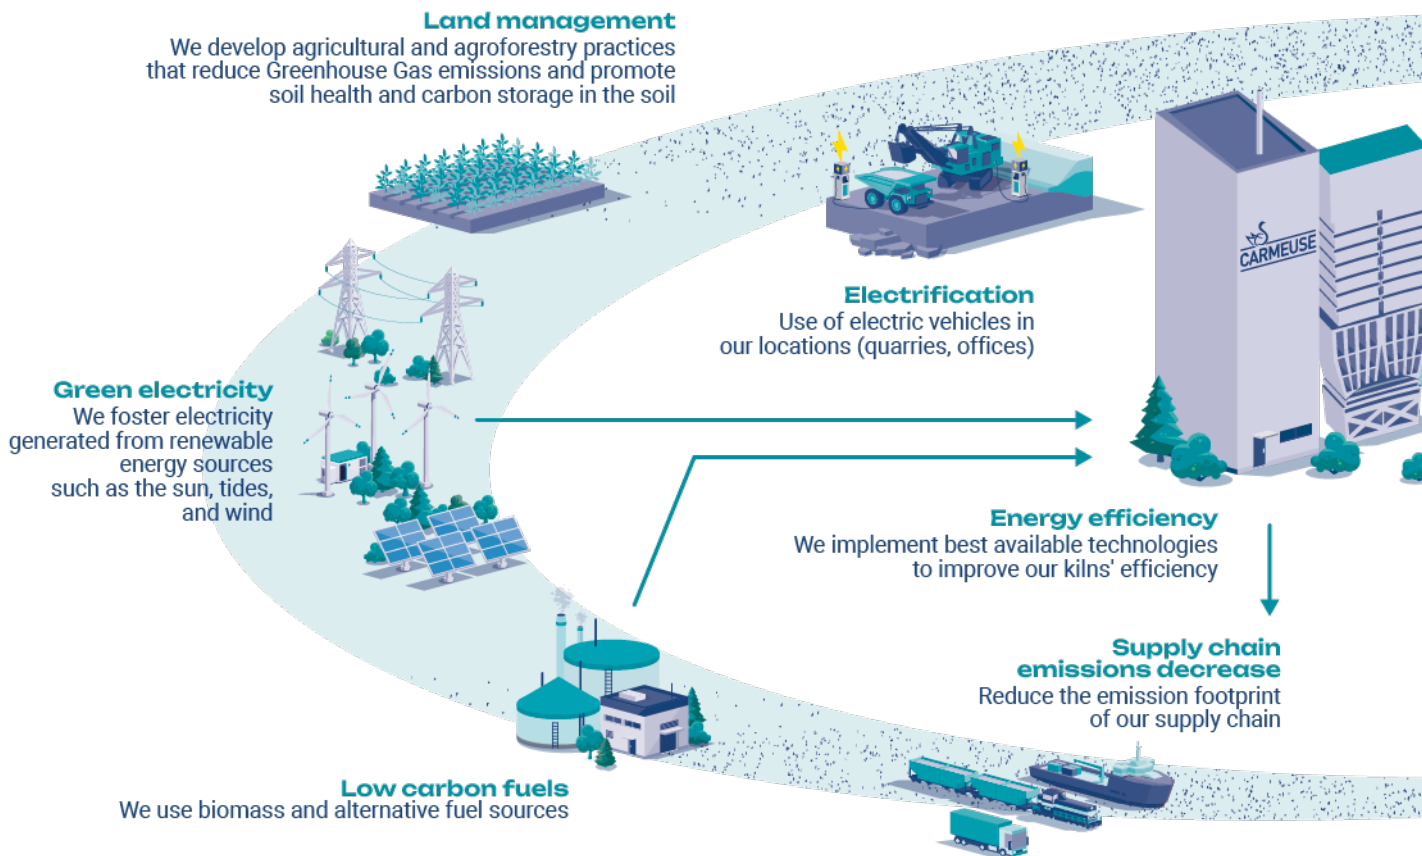 Land management
We develop agricultural and agroforestry practices
that reduce Greenhouse Gas emissions and promote
soil health and carbon storage in the soil
CARMEUSE
Electrification
Use of electric vehicles in
our locations (quarries, offices)
Green electricity
We foster electricity
generated from renewable
energy sources
such as the sun, tides,
and wind
Energy efficiency
We implement best available technologies
to improve our kilns' efficiency
Supply chain
emissions decrease
Reduce the emission footprint
of our supply chain
Low carbon fuels
We use biomass and alternative fuel sources